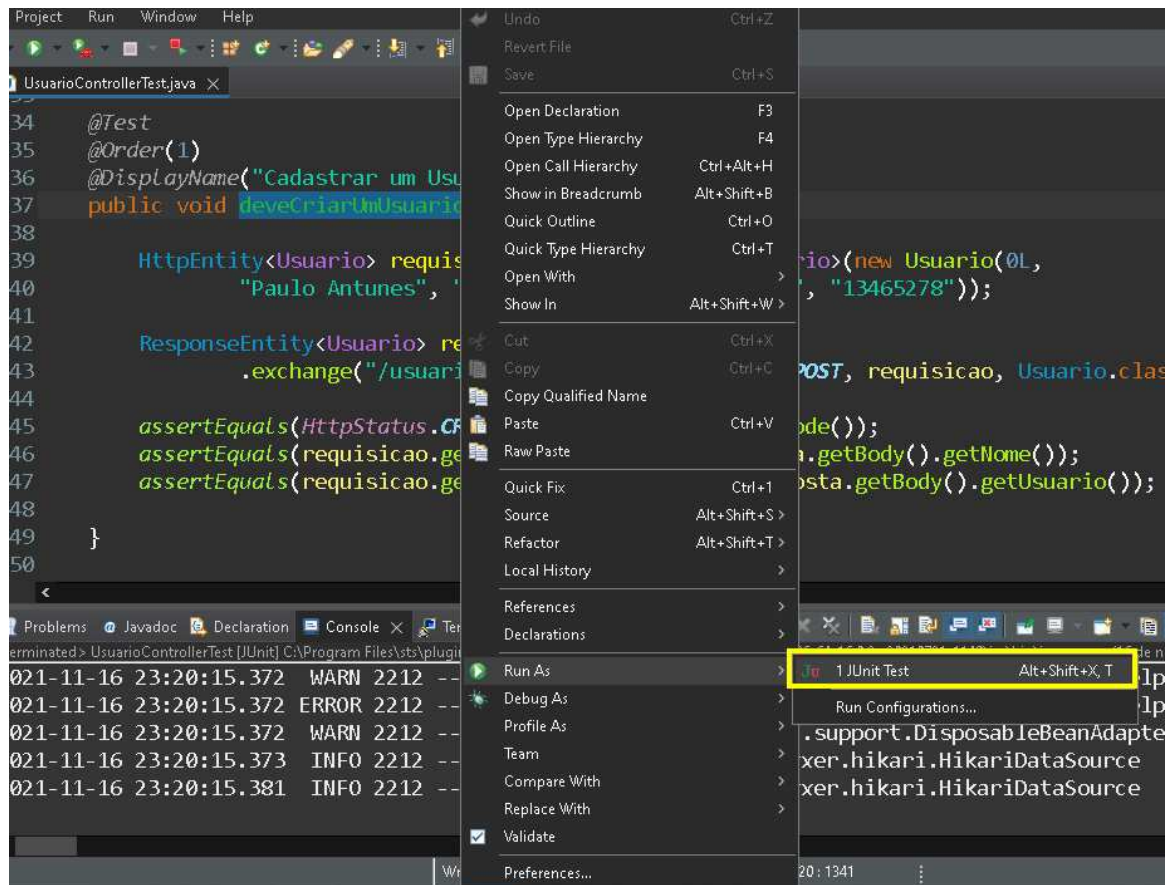 Project Run Window Help
UsuarioControllerTest.java
34 @Test
35 @Order(1)
36 @DisplayName("Cadastrar um Usu
37 public void deveCriarUmUsuario
38
39 HttpEntity<Usuario> requis
rio>(new Usuario(0L,
40 "Paulo Antunes", "
", "13465278"));
41
42 ResponseEntity<Usuario> re
43 .exchange("/usuari
POST, requisicao, Usuario.clas
44
45 assertEquals(HttpStatus.CR
ode());
46 assertEquals(requisicao.ge
a.getBody().getNome());
47 assertEquals(requisicao.ge
osta.getBody().getUsuario());
48
49 }
50
Undo Ctrl+Z
Revert File
Save Ctrl+S
Open Declaration F3
Open Type Hierarchy F4
Open Call Hierarchy Ctrl+Alt+H
Show in Breadcrumb Alt+Shift+B
Quick Outline Ctrl+O
Quick Type Hierarchy Ctrl+T
Open With >
Show In Alt+Shift+W >
Cut Ctrl+X
Copy Ctrl+C
Copy Qualified Name
Paste Ctrl+V
Raw Paste
Quick Fix Ctrl+1
Source Alt+Shift+S >
Refactor Alt+Shift+T >
Local History >
References >
Declarations >
Run As >
Debug As >
Profile As >
Team >
Compare With >
Replace With >
Validate
Preferences...
Ju 1 JUnit Test Alt+Shift+X, T
Run Configurations...
Problems @ Javadoc Declaration Console Ter
erminated> UsuarioControllerTest [JUnit] C:\Program Files\sts\plugin
021-11-16 23:20:15.372 WARN 2212 --
lp
021-11-16 23:20:15.372 ERROR 2212 --
lp
021-11-16 23:20:15.372 WARN 2212 --
.support.DisposableBeanAdapte
021-11-16 23:20:15.373 INFO 2212 --
xer.hikari.HikariDataSource
021-11-16 23:20:15.381 INFO 2212 --
xer.hikari.HikariDataSource
Wr
20 : 1341